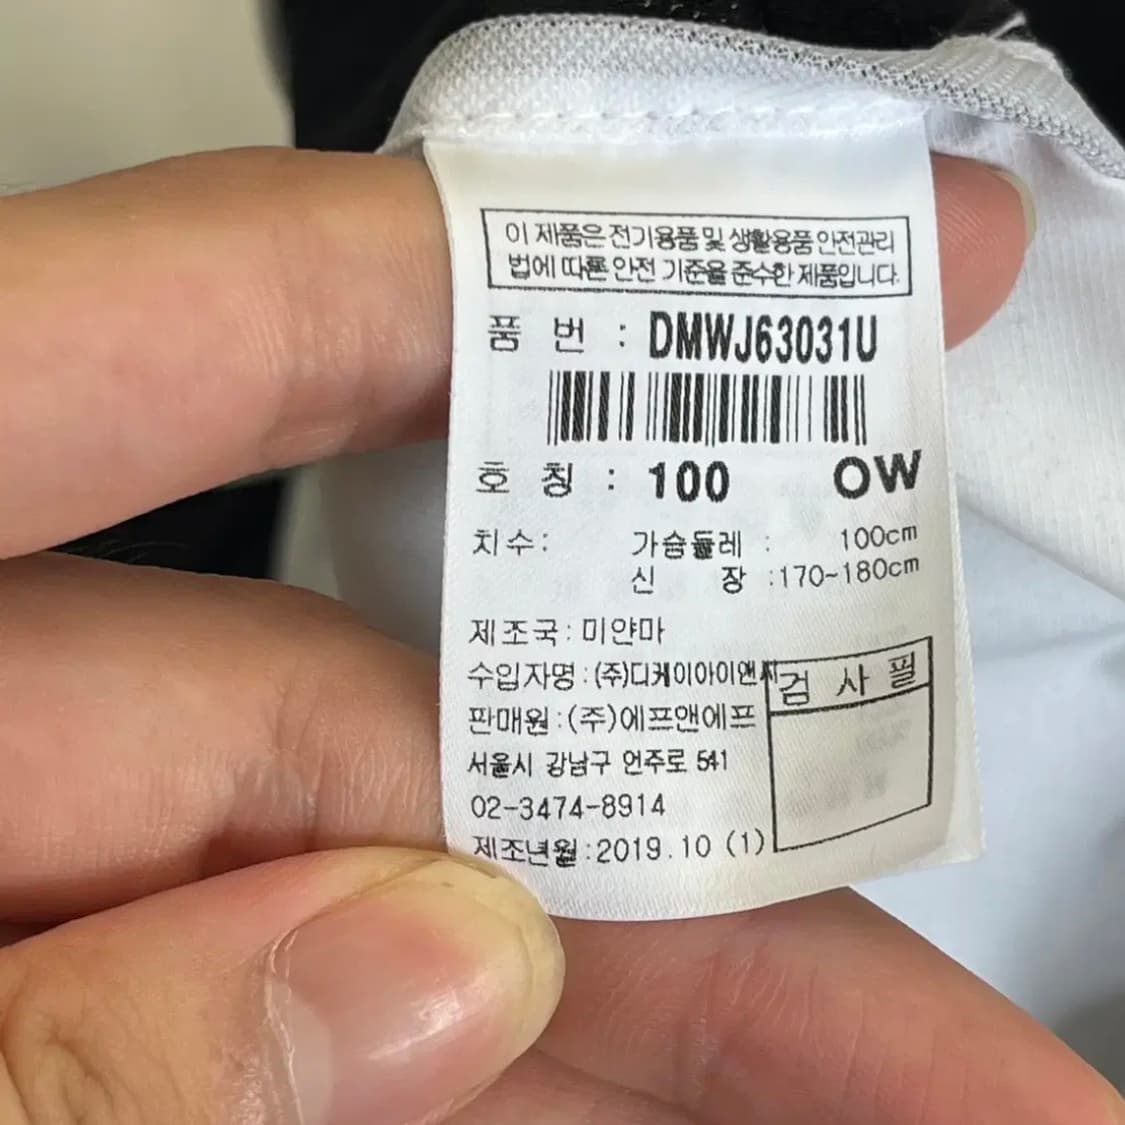 이 제품은 전기용품 및 생활용품 안전관리
법에 따른 안전 기준을 준수한 제품입니다.
품 번 : DMWJ63031U
호 칭 : 100 OW
치수: 가슴둘레 : 100cm
신 장 :170~180cm
제조국:미얀마
수입자명:(주)디케이아이앤씨
검 사 필
판매원:(주)에프앤에프
서울시 강남구 언주로 541
02-3474-8914
제조년월:2019.10 (1)